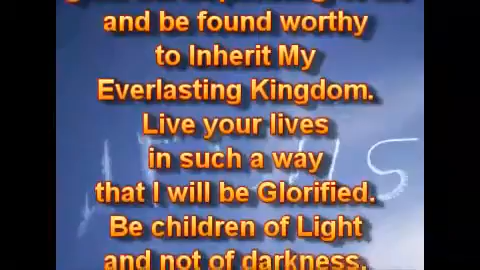 and be found worthy
to Inherit My
Everlasting Kingdom.
Live your lives
in such a way
that I will be Glorified.
Be children of Light
and not of darkness.